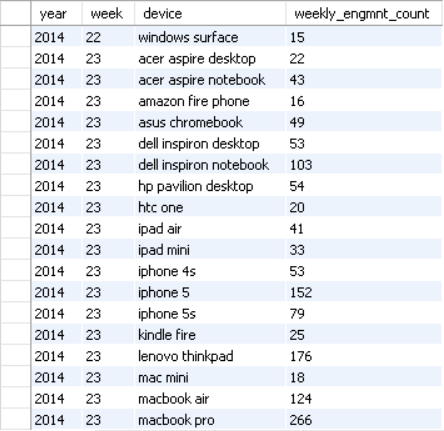 year week device weekly_engmnt_count
2014 22 windows surface 15
2014 23 acer aspire desktop 22
2014 23 acer aspire notebook 43
2014 23 amazon fire phone 16
2014 23 asus chromebook 49
2014 23 dell inspiron desktop 53
2014 23 dell inspiron notebook 103
2014 23 hp pavilion desktop 54
2014 23 htc one 20
2014 23 ipad air 41
2014 23 ipad mini 33
2014 23 iphone 4s 53
2014 23 iphone 5 152
2014 23 iphone 5s 79
2014 23 kindle fire 25
2014 23 lenovo thinkpad 176
2014 23 mac mini 18
2014 23 macbook air 124
2014 23 macbook pro 266